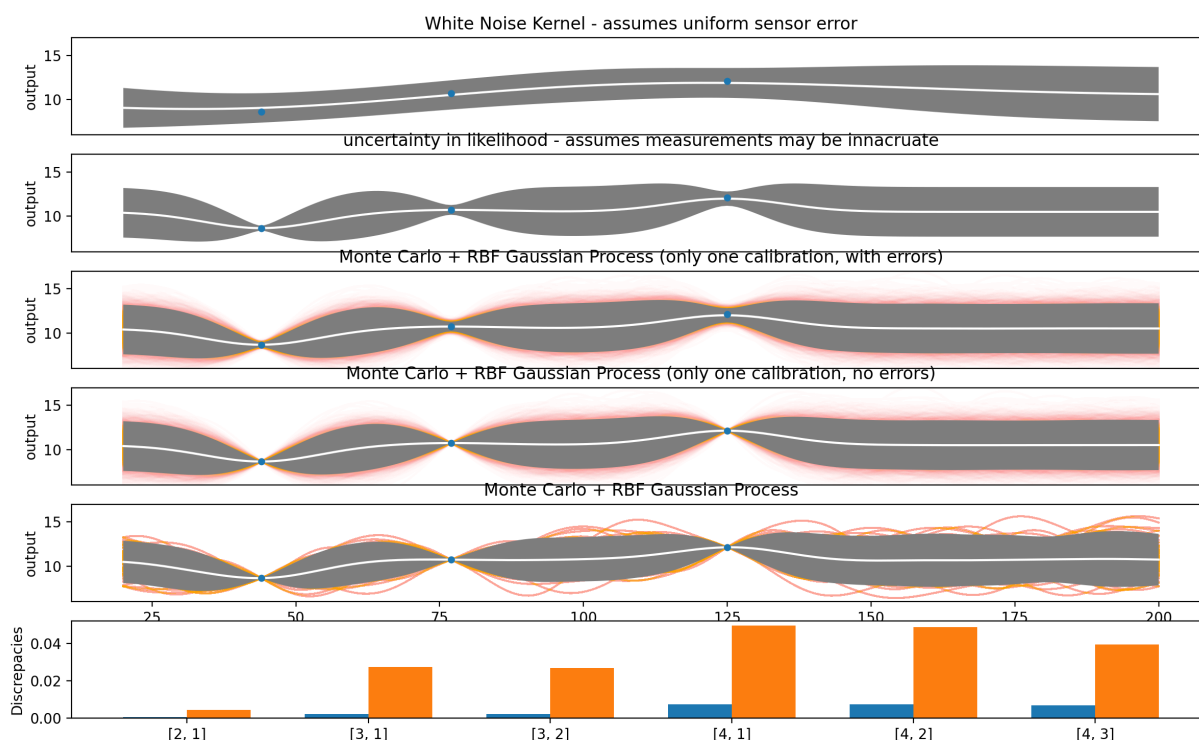 White Noise Kernel - assumes uniform sensor error
15
10
output
uncertainty in likelihood - assumes measurements may be innacruate
15
10
output
Monte Carlo + RBF Gaussian Process (only one calibration, with errors)
15
10
output
Monte Carlo + RBF Gaussian Process (only one calibration, no errors)
15
10
output
Monte Carlo + RBF Gaussian Process
15
10
output
25 50 75 100 125 150 175 200
0.04
0.02
0.00
Discrepacies
[2, 1] [3, 1] [3, 2] [4, 1] [4, 2] [4, 3]